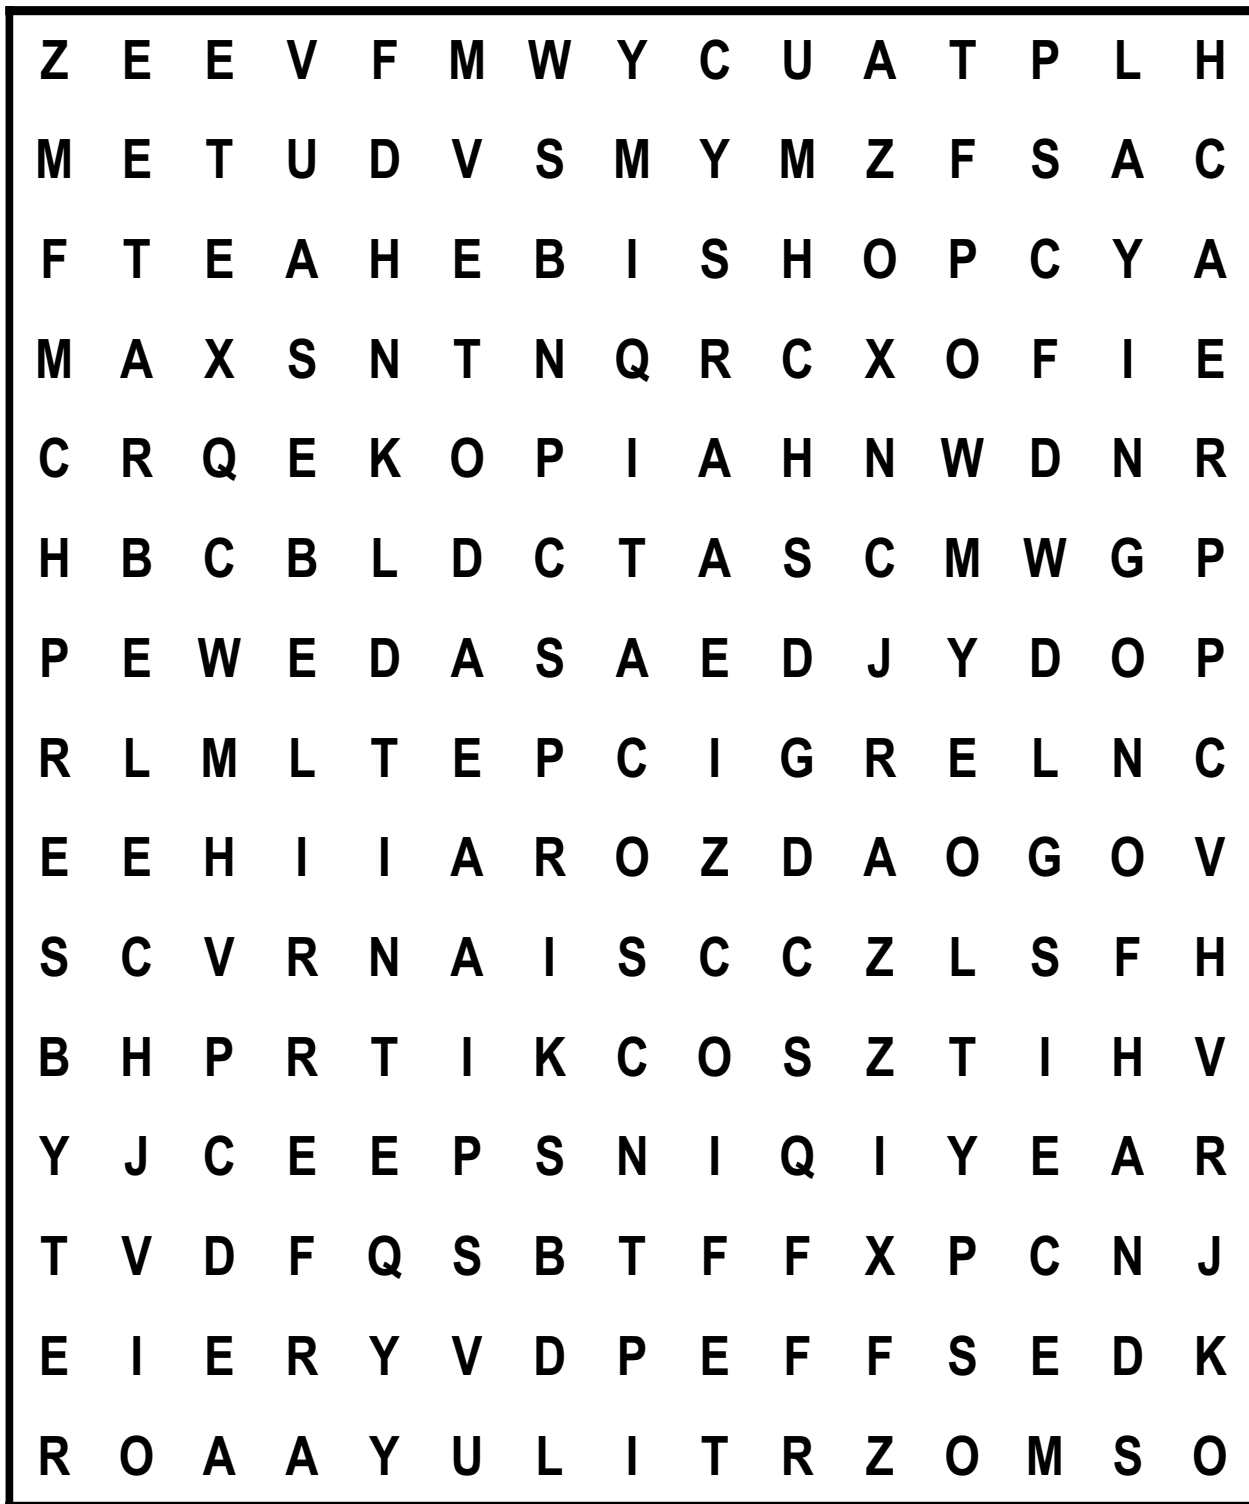 Z E E V F M W Y C U A T P L H
M E T U D V S M Y M Z F S A C
F T E A H E B I S H O P C Y A
M A X S N T N Q R C X O F I E
C R Q E K O P I A H N W D N R
H B C B L D C T A S C M W G P
P E W E D A S A E D J Y D O P
R L M L T E P C I G R E L N C
E E H I I A R O Z D A O G O V
S C V R N A I S C C Z L S F H
B H P R T I K C O S Z T I H V
Y J C E E P S N I Q I Y E A R
T V D F Q S B T F F X P C N J
E I E R Y V D P E F F S E D K
R O A A Y U L I T R Z O M S O